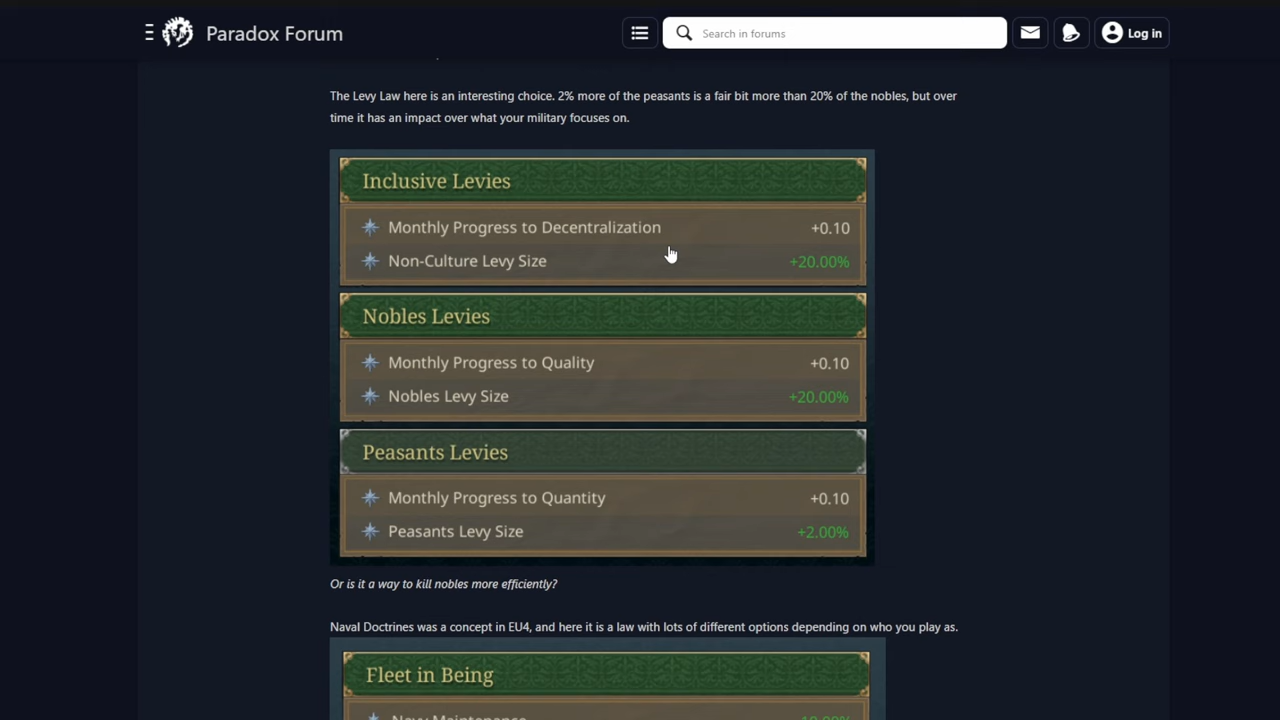 Paradox Forum
Search in forums
Log in
The Levy Law here is an interesting choice. 2% more of the peasants is a fair bit more than 20% of the nobles, but over
time it has an impact over what your military focuses on.
Inclusive Levies
Monthly Progress to Decentralization +0.10
Non-Culture Levy Size +20.00%
Nobles Levies
Monthly Progress to Quality +0.10
Nobles Levy Size +20.00%
Peasants Levies
Monthly Progress to Quantity +0.10
Peasants Levy Size +2.00%
Or is it a way to kill nobles more efficiently?
Naval Doctrines was a concept in EU4, and here it is a law with lots of different options depending on who you play as.
Fleet in Being
Navy Maintenance